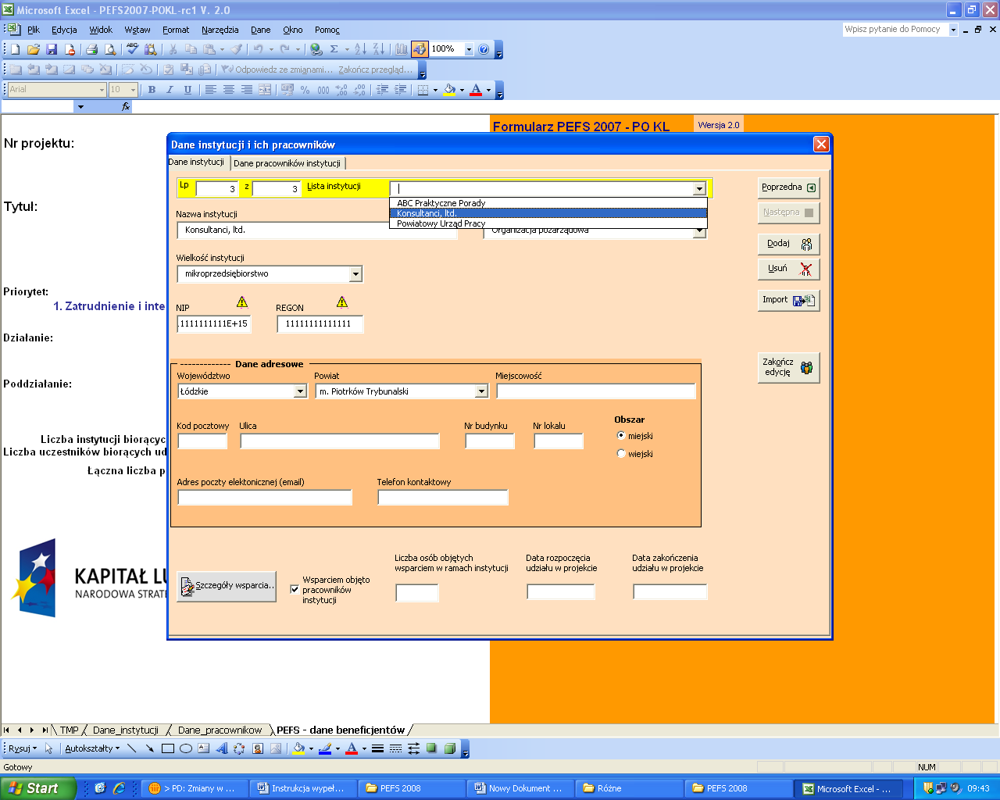 Microsoft Excel - PEFS2007-POKL-rc1 V. 2.0
Plik Edycja Widok Wstaw Format Narzędzia Dane Okno Pomoc
Wpisz pytanie do Pomocy
100%
Odpowiedz ze zmianami... Zakończ przegląd...
Arial 10
Formularz PEFS 2007 - PO KL Wersja 2.0
Nr projektu:
Tytuł:
Priorytet:
1. Zatrudnienie i inte
Działanie:
Poddziałanie:
Liczba instytucji biorącyc
Liczba uczestników biorących ud
Łączna liczba p
KAPITAŁ LU
NARODOWA STRATE
Dane instytucji i ich pracowników
Dane instytucji Dane pracowników instytucji
Lp 3 z 3 Lista instytucji
ABC Praktyczne Porady
Konsultanci, ltd.
Powiatowy Urząd Pracy
Nazwa instytucji
Konsultanci, ltd.
Organizacja pozarządowa
Wielkość instytucji
mikroprzedsiębiorstwo
NIP REGON
.1111111111E+15 11111111111111
Dane adresowe
Województwo Powiat Miejscowość
Łódzkie m. Piotrków Trybunalski
Kod pocztowy Ulica Nr budynku Nr lokalu
Obszar
miejski
wiejski
Adres poczty elektonicznej (email) Telefon kontaktowy
Szczegóły wsparcia..
Wsparciem objęto
pracowników
instytucji
Liczba osób objętych
wsparciem w ramach instytucji
Data rozpoczęcia
udziału w projekcie
Data zakończenia
udziału w projekcie
Poprzedna
Następna
Dodaj
Usuń
Import
Zakończ
edycję
TMP Dane_instytucji Dane_pracownikow PEFS - dane beneficjentów
Rysuj Autokształty
Gotowy NUM
Start > PD: Zmiany w ... Instrukcja wypeł... PEFS 2008 Nowy Dokument ... Różne PEFS 2008 Microsoft Excel - ... 09:43